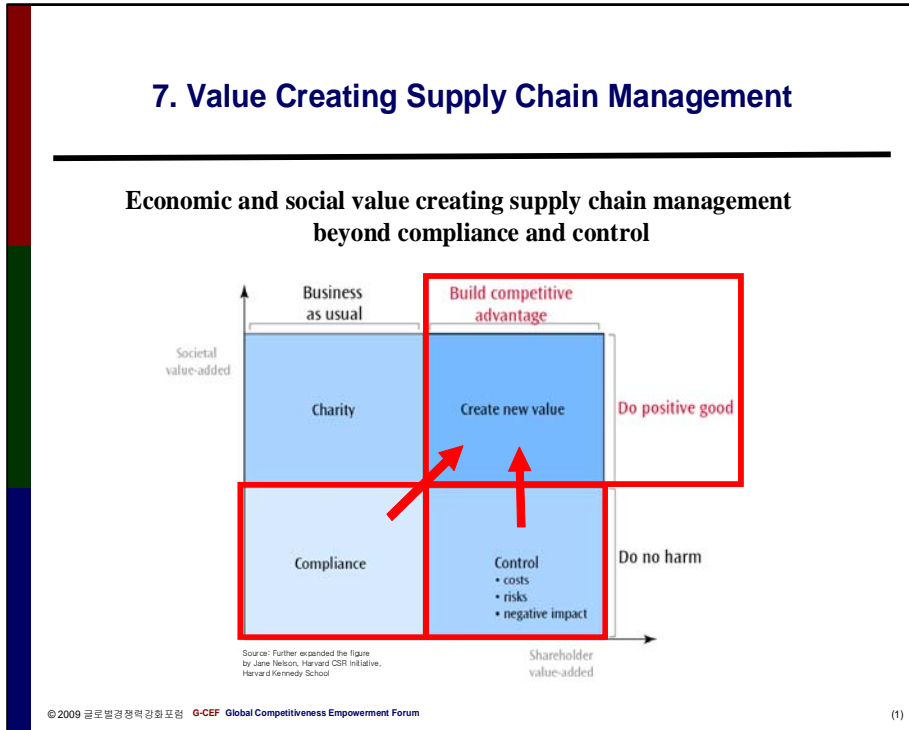 7. Value Creating Supply Chain Management
Economic and social value creating supply chain management
beyond compliance and control
Business
as usual
Build competitive
advantage
Societal
value-added
Charity
Create new value
Do positive good
Compliance
Control
• costs
• risks
• negative impact
Do no harm
Source: Further expanded the figure
by Jane Nelson, Harvard CSR Initiative,
Harvard Kennedy School
Shareholder
value-added
© 2009 글로벌경쟁력강화포럼 G-CEF Global Competitiveness Empowerment Forum
(1)